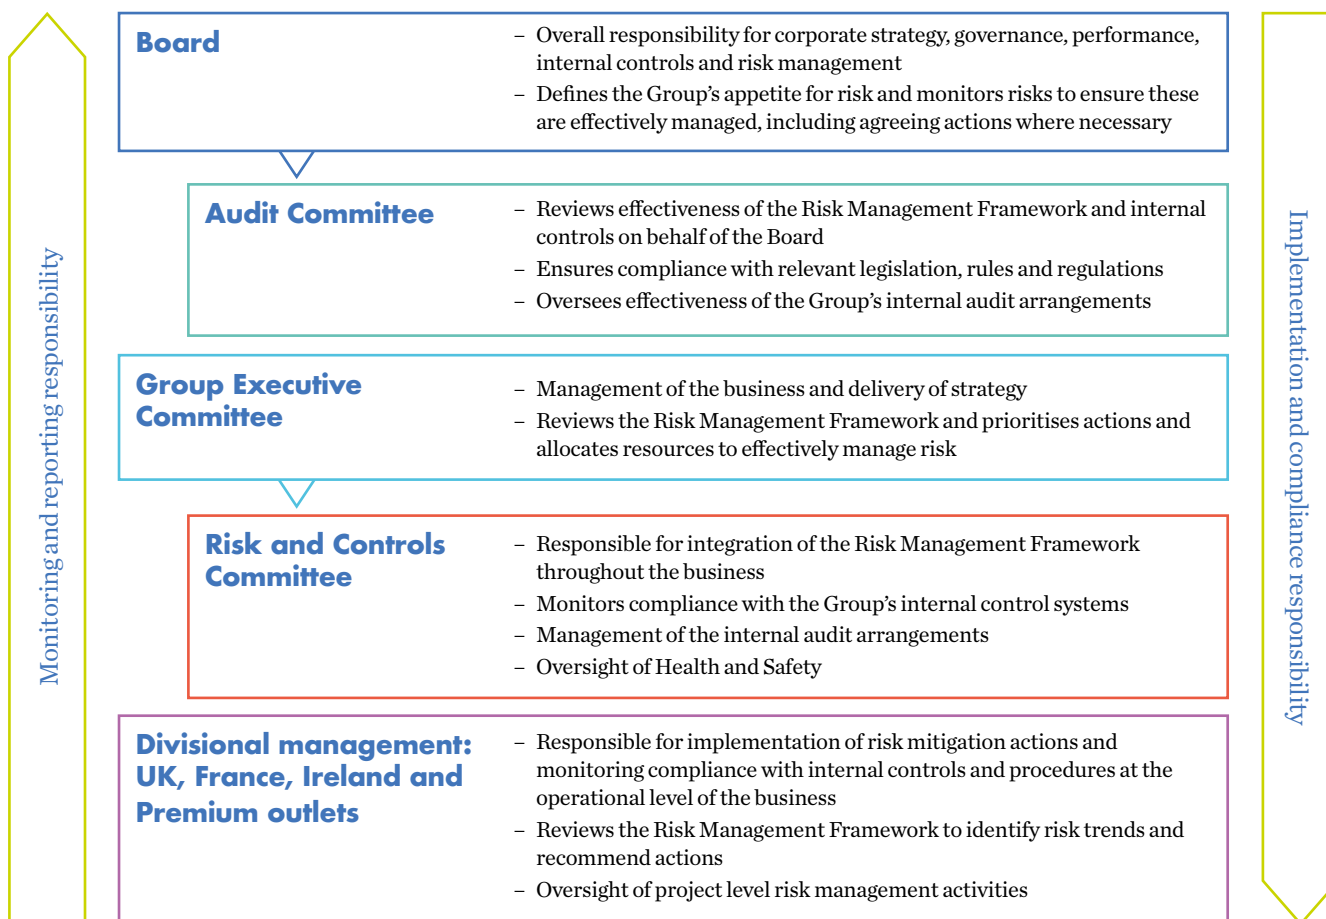 Monitoring and reporting responsibility
Board
– Overall responsibility for corporate strategy, governance, performance,
internal controls and risk management
– Defines the Group’s appetite for risk and monitors risks to ensure these
are effectively managed, including agreeing actions where necessary
Audit Committee
– Reviews effectiveness of the Risk Management Framework and internal
controls on behalf of the Board
– Ensures compliance with relevant legislation, rules and regulations
– Oversees effectiveness of the Group’s internal audit arrangements
Group Executive
Committee
– Management of the business and delivery of strategy
– Reviews the Risk Management Framework and prioritises actions and
allocates resources to effectively manage risk
Risk and Controls
Committee
– Responsible for integration of the Risk Management Framework
throughout the business
– Monitors compliance with the Group’s internal control systems
– Management of the internal audit arrangements
– Oversight of Health and Safety
Divisional management:
UK, France, Ireland and
Premium outlets
– Responsible for implementation of risk mitigation actions and
monitoring compliance with internal controls and procedures at the
operational level of the business
– Reviews the Risk Management Framework to identify risk trends and
recommend actions
– Oversight of project level risk management activities
Implementation and compliance responsibility